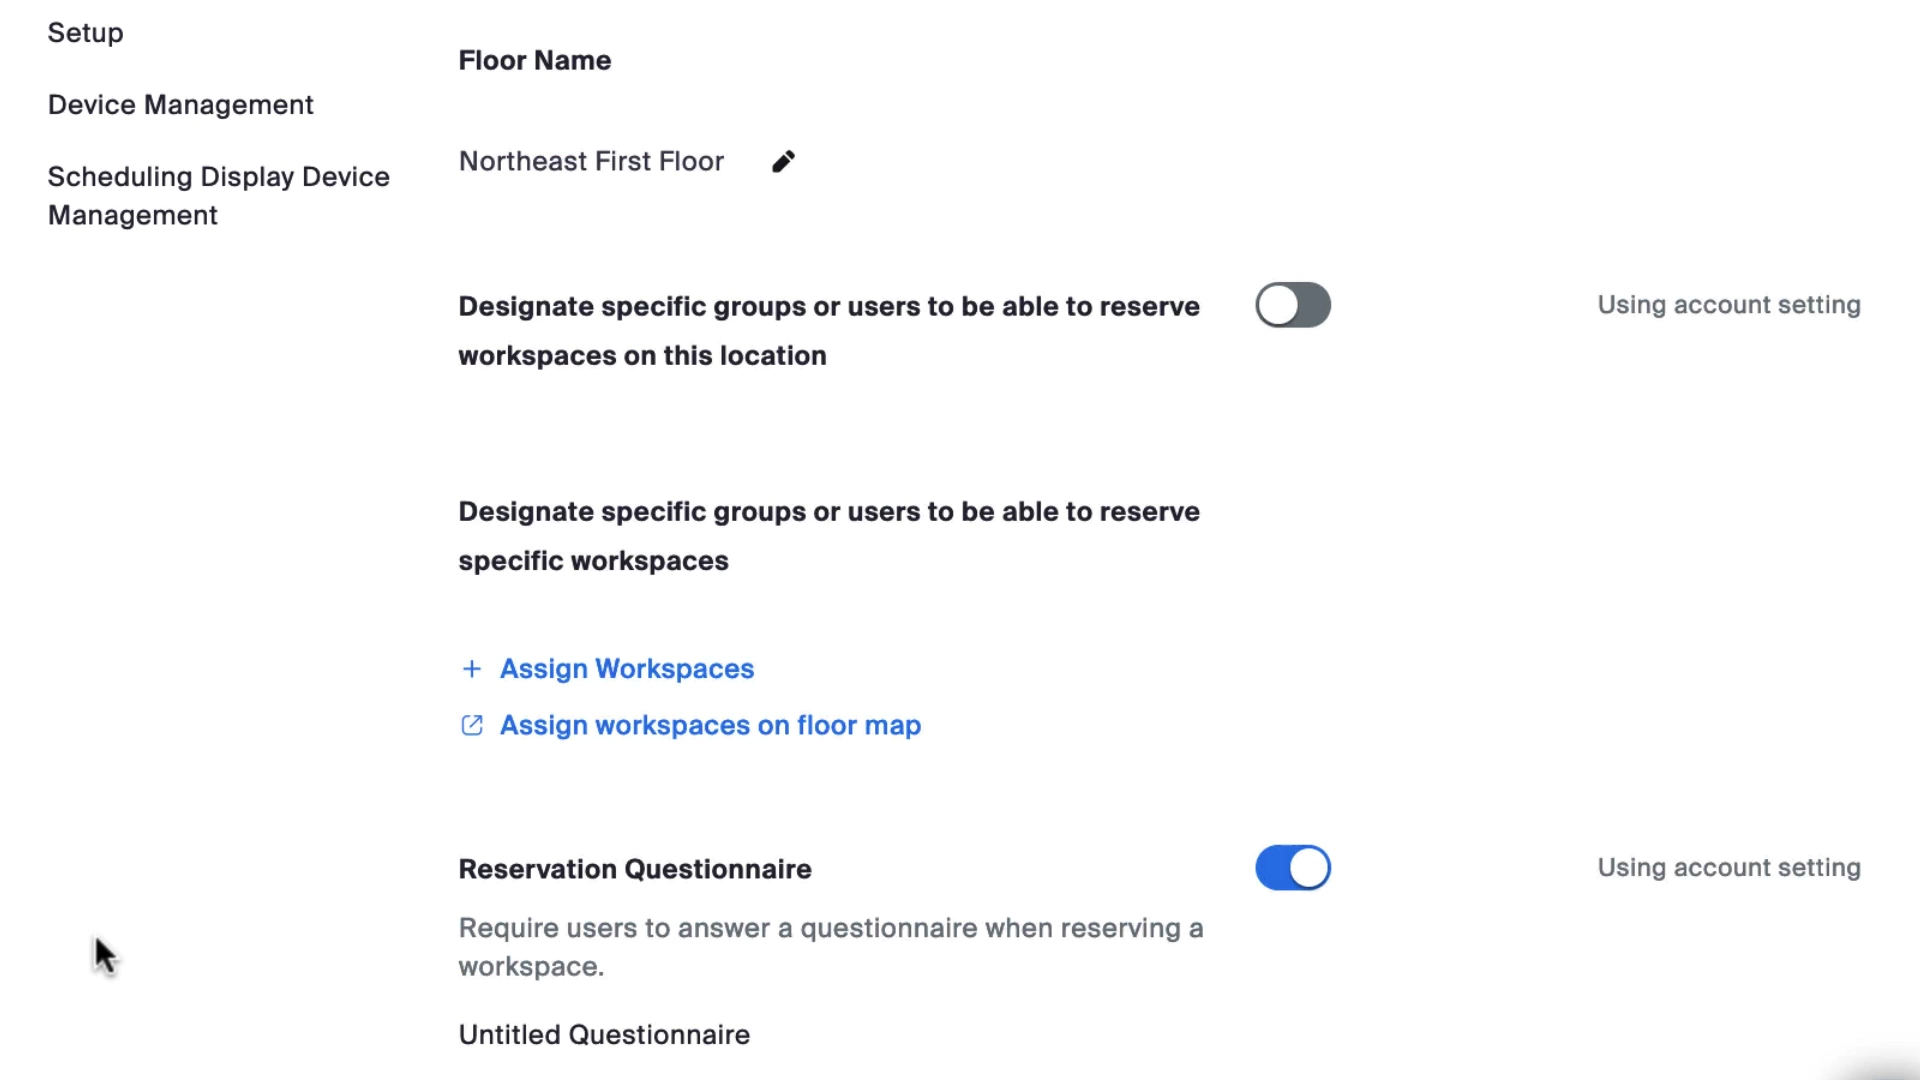 Setup
Device Management
Scheduling Display Device
Management
Floor Name
Northeast First Floor
Designate specific groups or users to be able to reserve
workspaces on this location
Using account setting
Designate specific groups or users to be able to reserve
specific workspaces
+ Assign Workspaces
Assign workspaces on floor map
Reservation Questionnaire
Using account setting
Require users to answer a questionnaire when reserving a
workspace.
Untitled Questionnaire